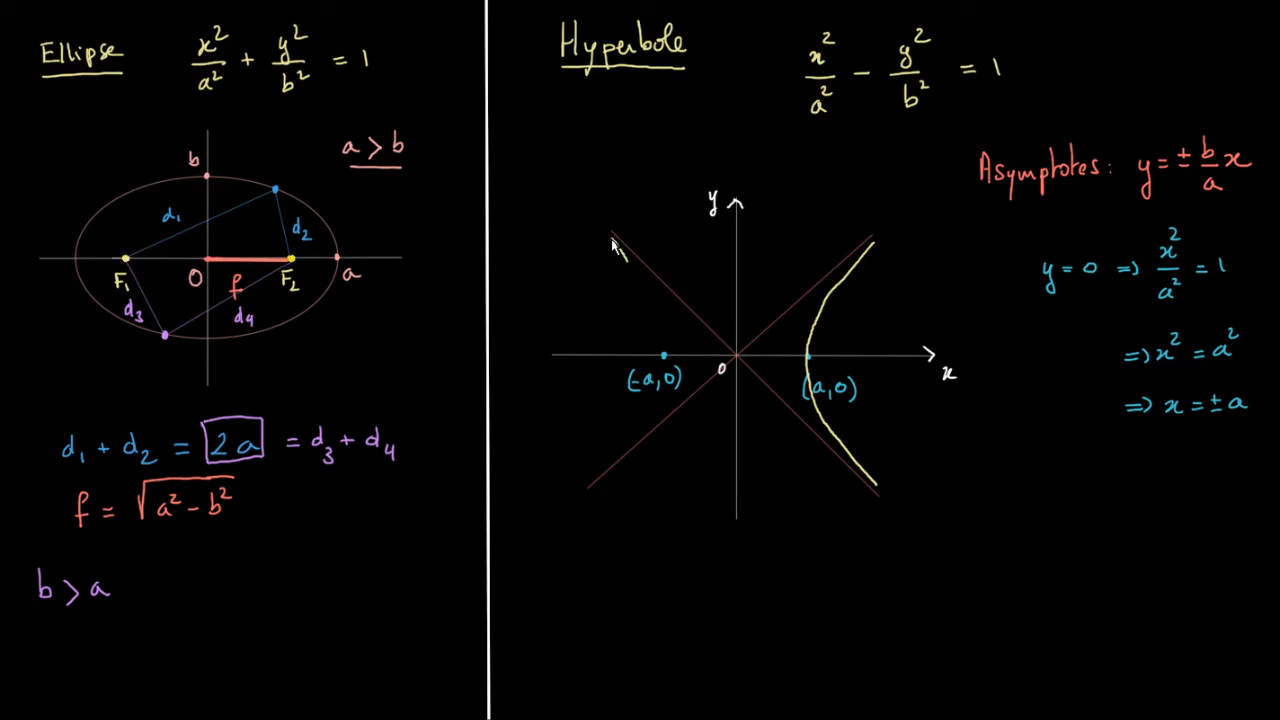 Ellipse x²/a² + y²/b² = 1
a > b
b
d₁
d₂
F₁
O
f
F₂
a
d₃
d₄
d₁ + d₂ = 2a = d₃ + d₄
f = √(a² - b²)
b > a
Hyperbole x²/a² - y²/b² = 1
Asymptotes: y = ± b/a x
y
(-a,0)
o
(a,0)
x
y = 0 => x²/a² = 1
=> x² = a²
=> x = ± a